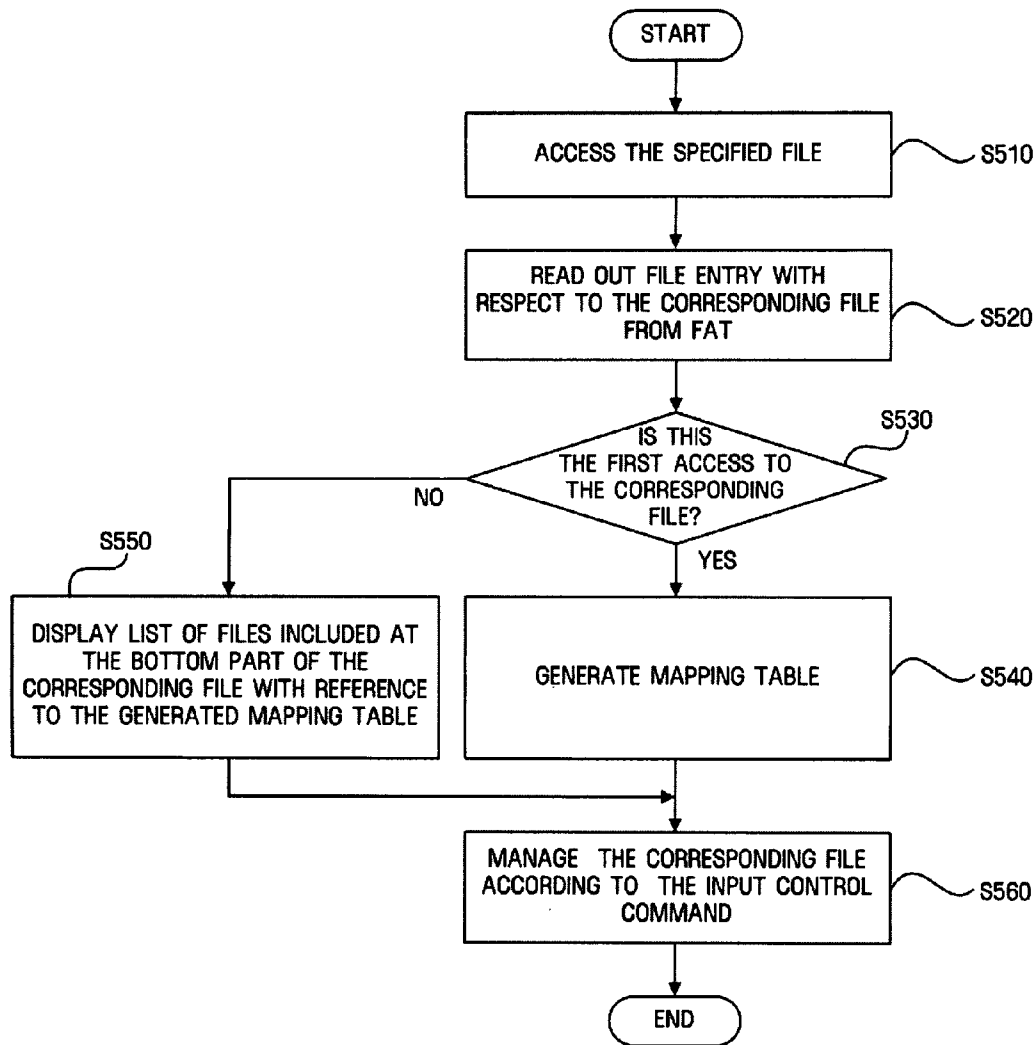 START
ACCESS THE SPECIFIED FILE
S510
READ OUT FILE ENTRY WITH
RESPECT TO THE CORRESPONDING FILE
FROM FAT
S520
S530
IS THIS
THE FIRST ACCESS TO
THE CORRESPONDING
FILE?
NO
YES
S550
DISPLAY LIST OF FILES INCLUDED AT
THE BOTTOM PART OF THE
CORRESPONDING FILE WITH REFERENCE
TO THE GENERATED MAPPING TABLE
GENERATE MAPPING TABLE
S540
MANAGE THE CORRESPONDING FILE
ACCORDING TO THE INPUT CONTROL
COMMAND
S560
END